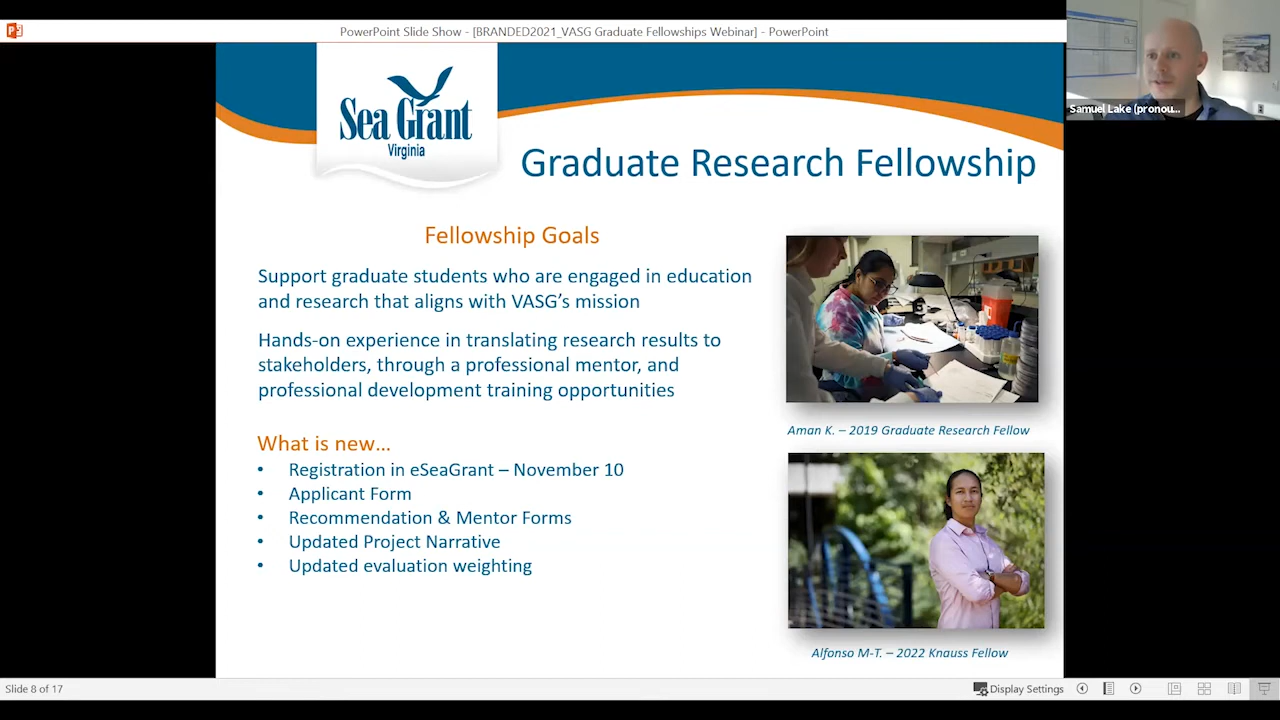 PowerPoint Slide Show - [BRANDED2021_VASG Graduate Fellowships Webinar] - PowerPoint
Samuel Lake (pronou...
Sea Grant
Virginia
Graduate Research Fellowship
Fellowship Goals
Support graduate students who are engaged in education
and research that aligns with VASG's mission
Hands-on experience in translating research results to
stakeholders, through a professional mentor, and
professional development training opportunities
What is new…
• Registration in eSeaGrant – November 10
• Applicant Form
• Recommendation & Mentor Forms
• Updated Project Narrative
• Updated evaluation weighting
Aman K. – 2019 Graduate Research Fellow
Alfonso M-T. – 2022 Knauss Fellow
Slide 8 of 17
Display Settings